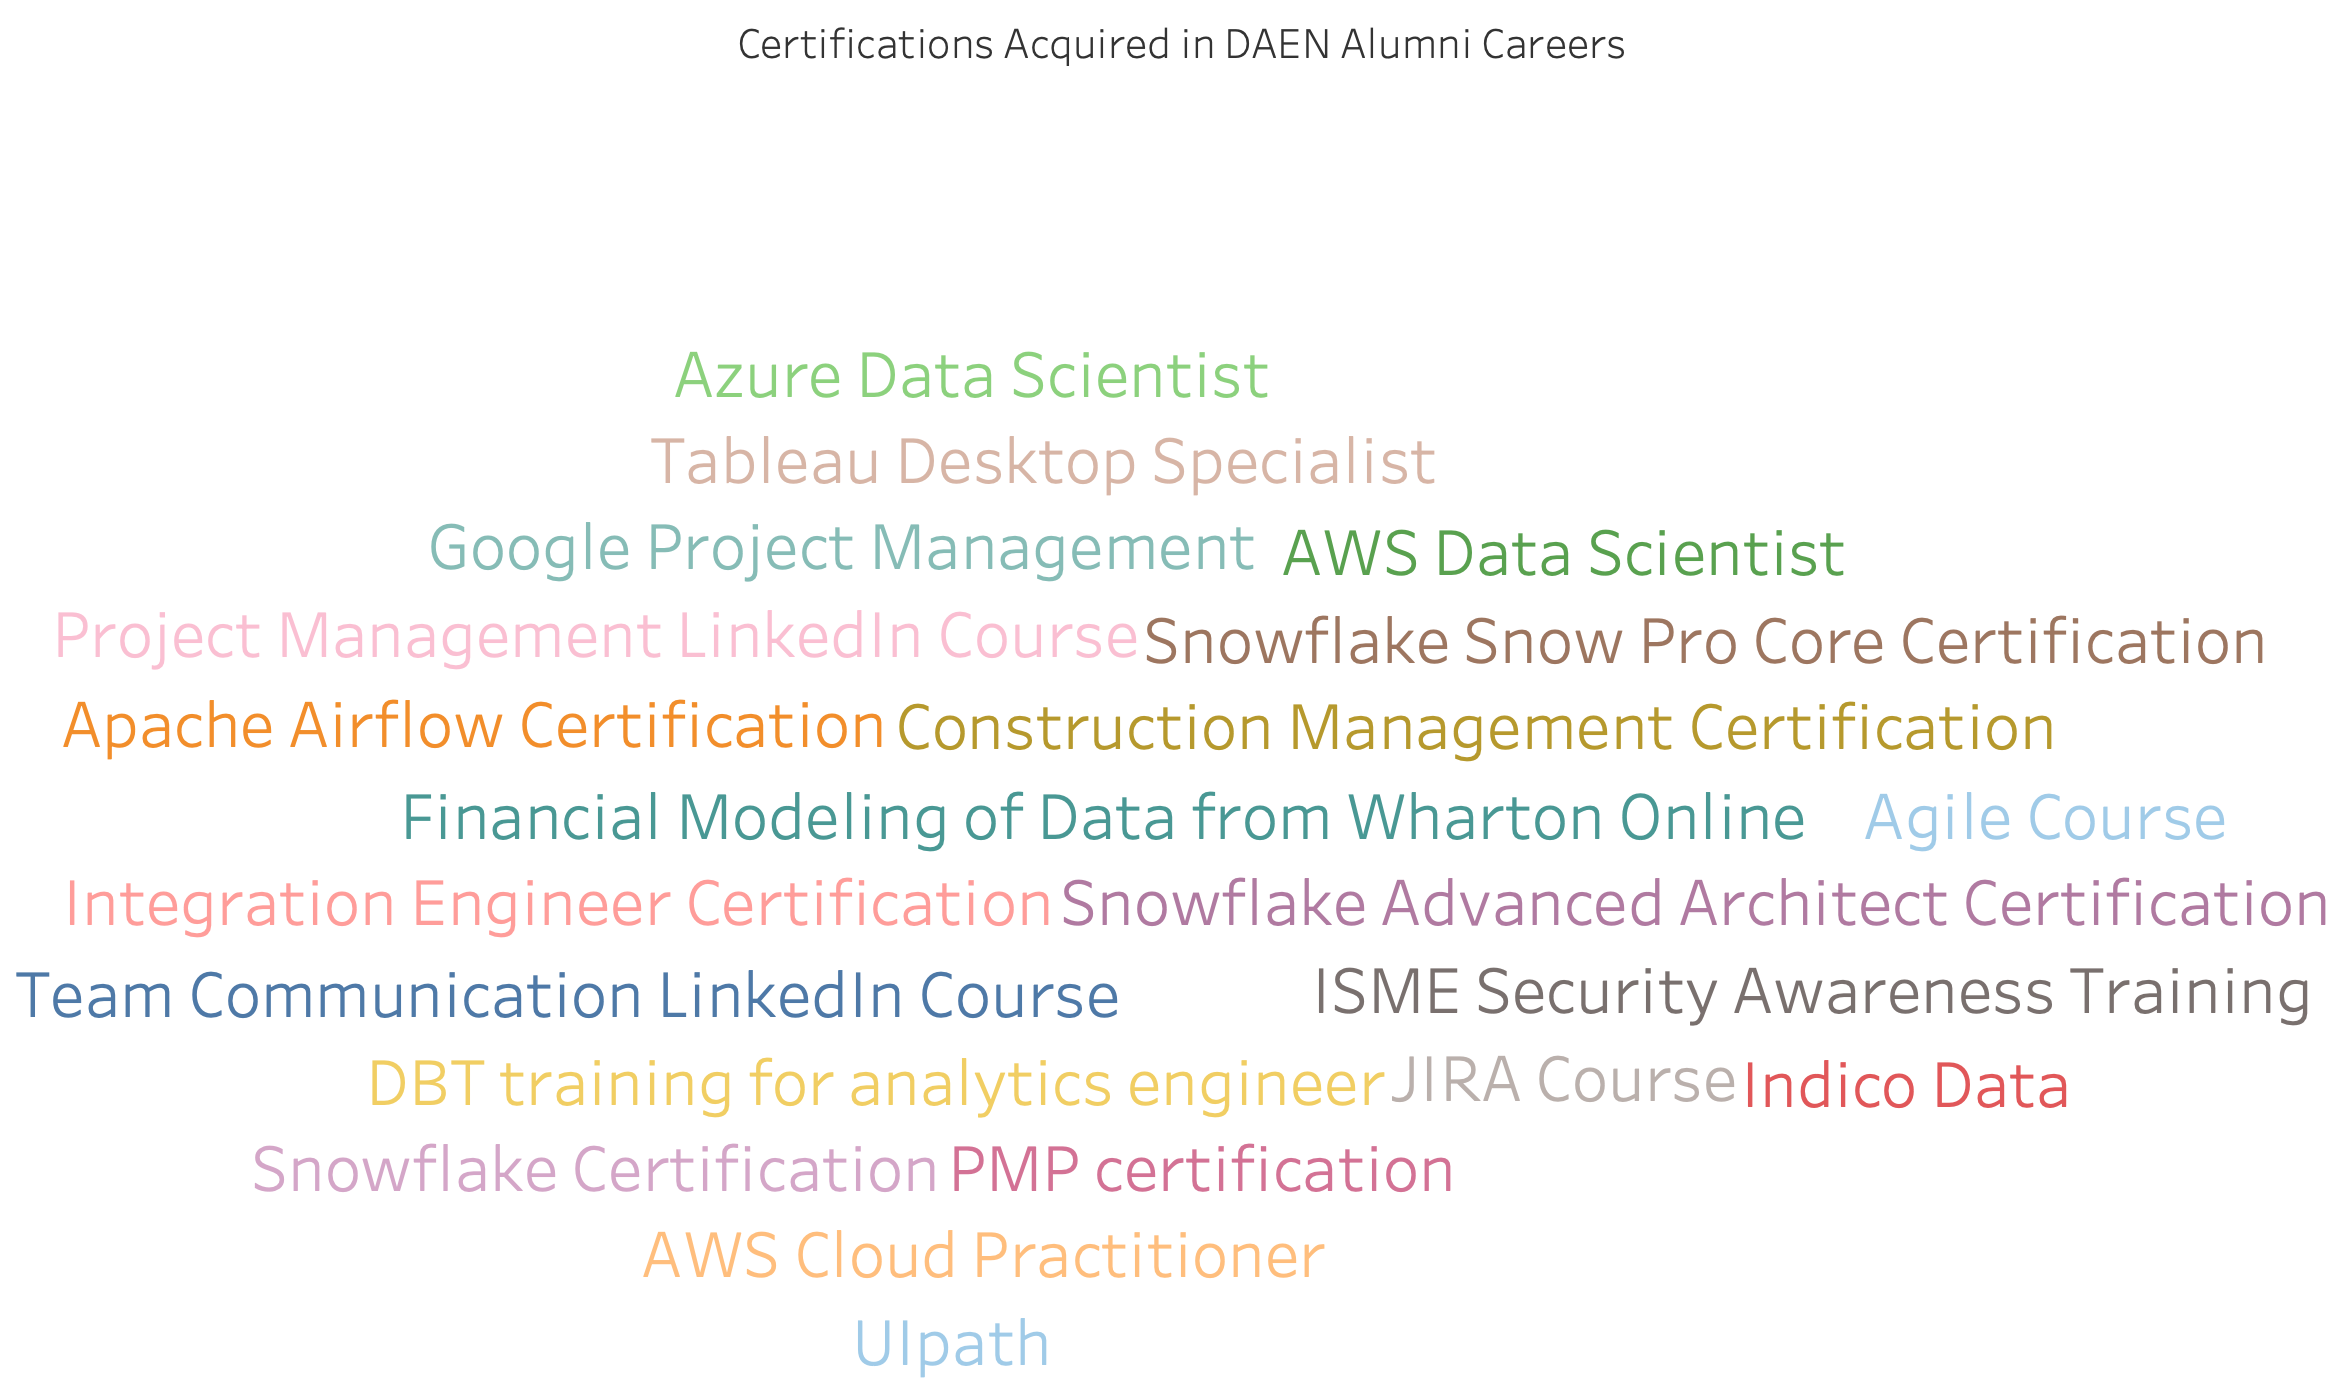 Certifications Acquired in DAEN Alumni Careers
Azure Data Scientist
Tableau Desktop Specialist
Google Project Management AWS Data Scientist
Project Management LinkedIn Course Snowflake Snow Pro Core Certification
Apache Airflow Certification Construction Management Certification
Financial Modeling of Data from Wharton Online Agile Course
Integration Engineer Certification Snowflake Advanced Architect Certification
Team Communication LinkedIn Course ISME Security Awareness Training
DBT training for analytics engineer JIRA Course Indico Data
Snowflake Certification PMP certification
AWS Cloud Practitioner
UIpath